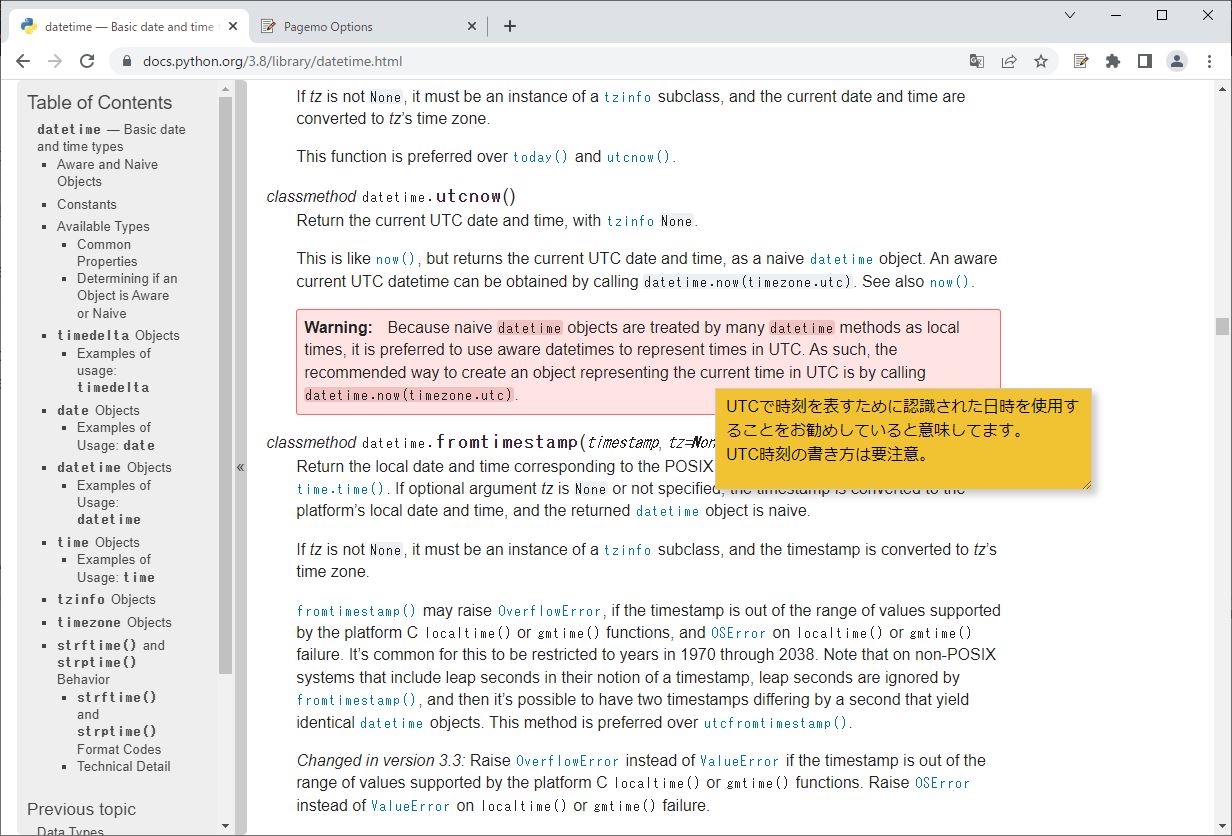 datetime — Basic date and time
Pagemo Options
docs.python.org/3.8/library/datetime.html
Table of Contents
datetime — Basic date
and time types
Aware and Naive
Objects
Constants
Available Types
Common
Properties
Determining if an
Object is Aware
or Naive
timedelta Objects
Examples of
usage:
timedelta
date Objects
Examples of
Usage: date
datetime Objects
Examples of
Usage:
datetime
time Objects
Examples of
Usage: time
tzinfo Objects
timezone Objects
strftime() and
strptime()
Behavior
strftime()
and
strptime()
Format Codes
Technical Detail
Previous topic
Data Types
«
If tz is not None, it must be an instance of a tzinfo subclass, and the current date and time are
converted to tz’s time zone.
This function is preferred over today() and utcnow().
classmethod datetime.utcnow()
Return the current UTC date and time, with tzinfo None.
This is like now(), but returns the current UTC date and time, as a naive datetime object. An aware
current UTC datetime can be obtained by calling datetime.now(timezone.utc). See also now().
Warning: Because naive datetime objects are treated by many datetime methods as local
times, it is preferred to use aware datetimes to represent times in UTC. As such, the
recommended way to create an object representing the current time in UTC is by calling
datetime.now(timezone.utc).
UTCで時刻を表すために認識された日時を使用す
ることをお勧めしていると意味してます。
UTC時刻の書き方は要注意。
classmethod datetime.fromtimestamp(timestamp, tz=Non
Return the local date and time corresponding to the POSIX
time.time(). If optional argument tz is None or not specified, the timestamp is converted to the
platform’s local date and time, and the returned datetime object is naive.
If tz is not None, it must be an instance of a tzinfo subclass, and the timestamp is converted to tz’s
time zone.
fromtimestamp() may raise OverflowError, if the timestamp is out of the range of values supported
by the platform C localtime() or gmtime() functions, and OSError on localtime() or gmtime()
failure. It’s common for this to be restricted to years in 1970 through 2038. Note that on non-POSIX
systems that include leap seconds in their notion of a timestamp, leap seconds are ignored by
fromtimestamp(), and then it’s possible to have two timestamps differing by a second that yield
identical datetime objects. This method is preferred over utcfromtimestamp().
Changed in version 3.3: Raise OverflowError instead of ValueError if the timestamp is out of the
range of values supported by the platform C localtime() or gmtime() functions. Raise OSError
instead of ValueError on localtime() or gmtime() failure.